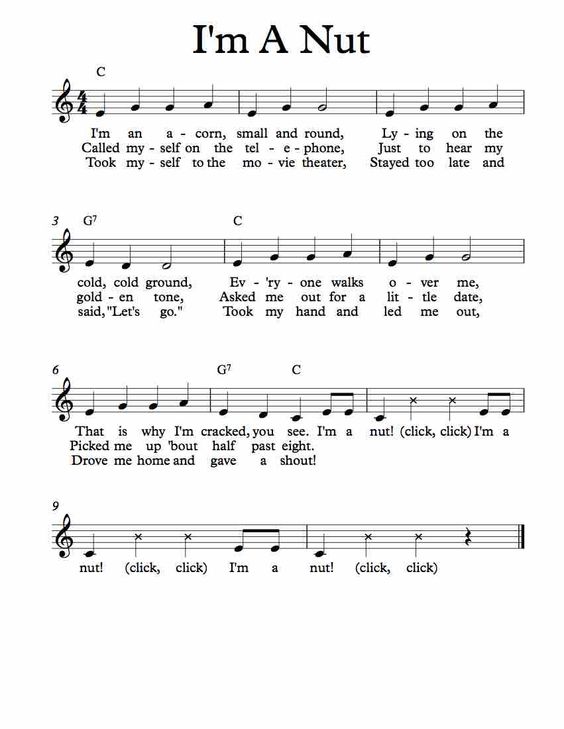 I'm A Nut
C
4
4
I'm an a - corn, small and round, Ly - ing on the
Called my - self on the tel - e - phone, Just to hear my
Took my - self to the mo - vie theater, Stayed too late and
3 G7 C
cold, cold ground, Ev - 'ry - one walks o - ver me,
gold - en tone, Asked me out for a lit - tle date,
said, "Let's go." Took my hand and led me out,
6 G7 C
That is why I'm cracked, you see. I'm a nut! (click, click) I'm a
Picked me up 'bout half past eight.
Drove me home and gave a shout!
9
nut! (click, click) I'm a nut! (click, click)